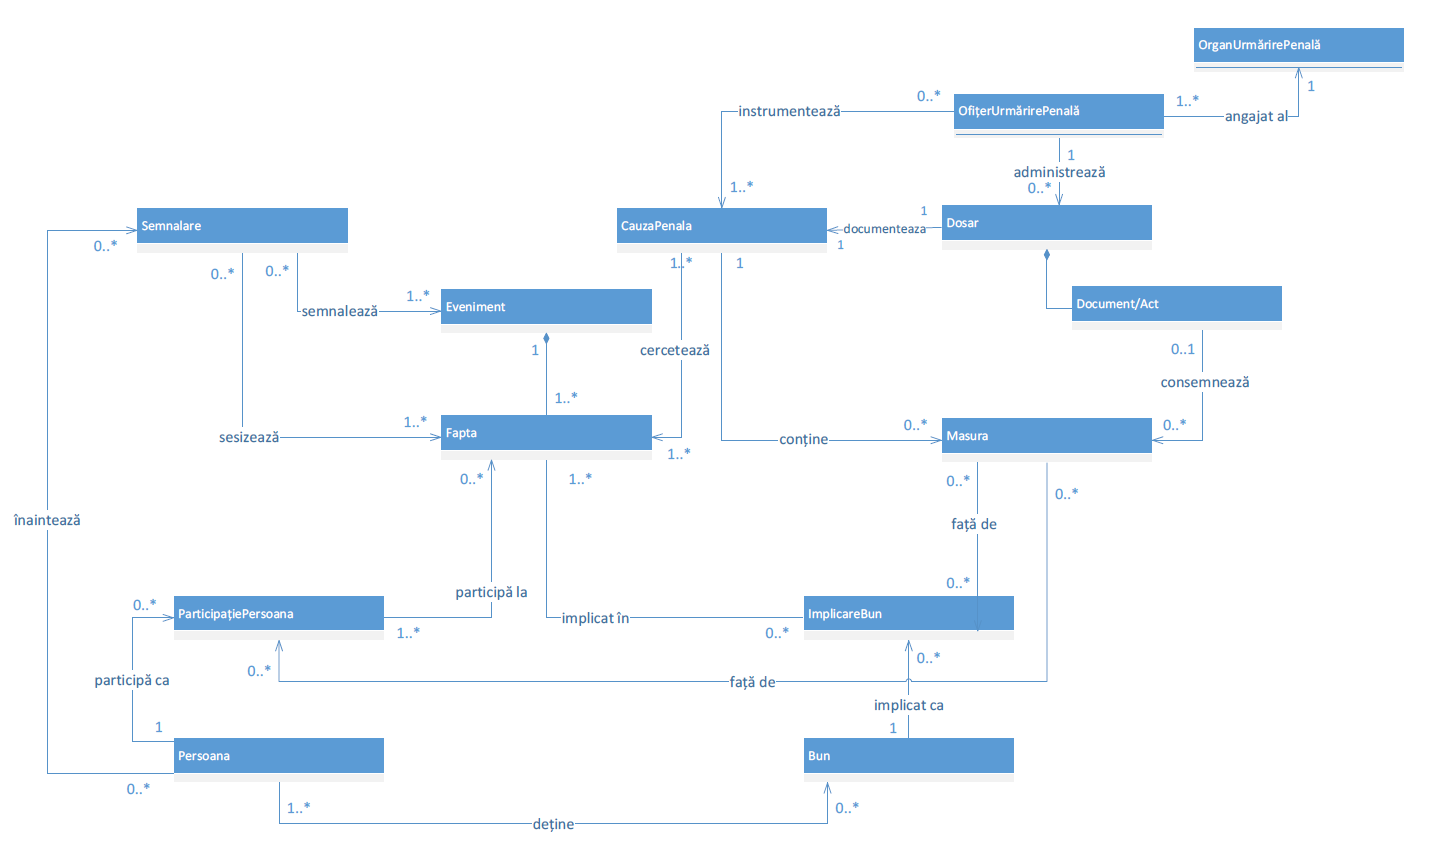 OrganUrmărirePenală
1
0..*
OfițerUrmărirePenală
1..*
instrumentează
angajat al
1
administrează
1..*
0..*
Semnalare
CauzaPenala
1
Dosar
documenteaza
0..*
1
0..*
0..*
1..*
1
semnalează
1..*
Eveniment
Document/Act
1
cercetează
0..1
consemnează
1..*
1..*
Fapta
0..*
0..*
sesizează
conține
Masura
1..*
0..*
1..*
0..*
0..*
înaintează
față de
0..*
participă la
0..*
ParticipațiePersoana
ImplicareBun
implicat în
1..*
0..*
0..*
0..*
participă ca
față de
implicat ca
1
1
Persoana
Bun
0..*
1..*
0..*
deține